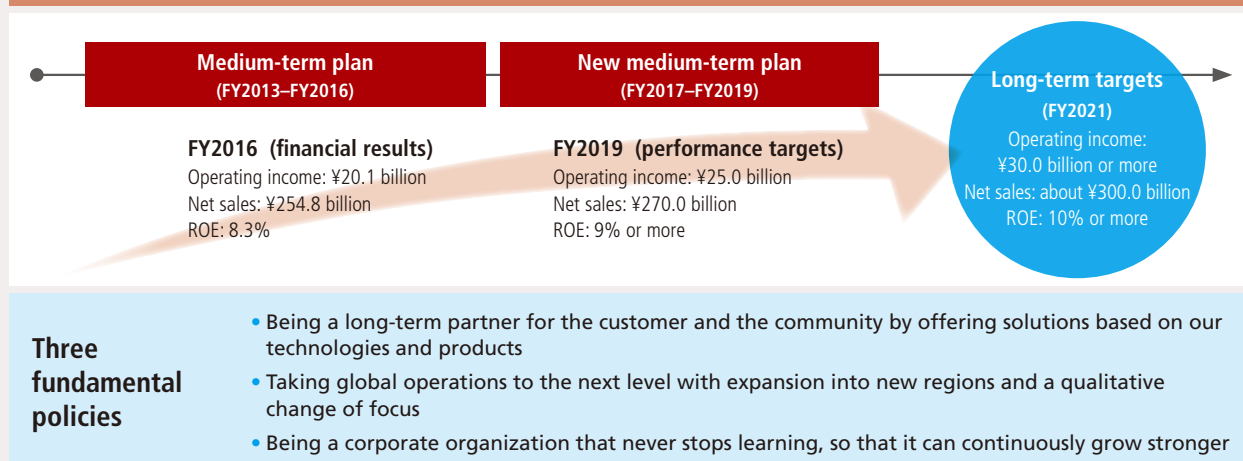 Medium-term plan
(FY2013–FY2016)
New medium-term plan
(FY2017–FY2019)
Long-term targets
(FY2021)
Operating income:
¥30.0 billion or more
Net sales: about ¥300.0 billion
ROE: 10% or more
FY2016 (financial results)
Operating income: ¥20.1 billion
Net sales: ¥254.8 billion
ROE: 8.3%
FY2019 (performance targets)
Operating income: ¥25.0 billion
Net sales: ¥270.0 billion
ROE: 9% or more
Three
fundamental
policies
• Being a long-term partner for the customer and the community by offering solutions based on our
technologies and products
• Taking global operations to the next level with expansion into new regions and a qualitative
change of focus
• Being a corporate organization that never stops learning, so that it can continuously grow stronger